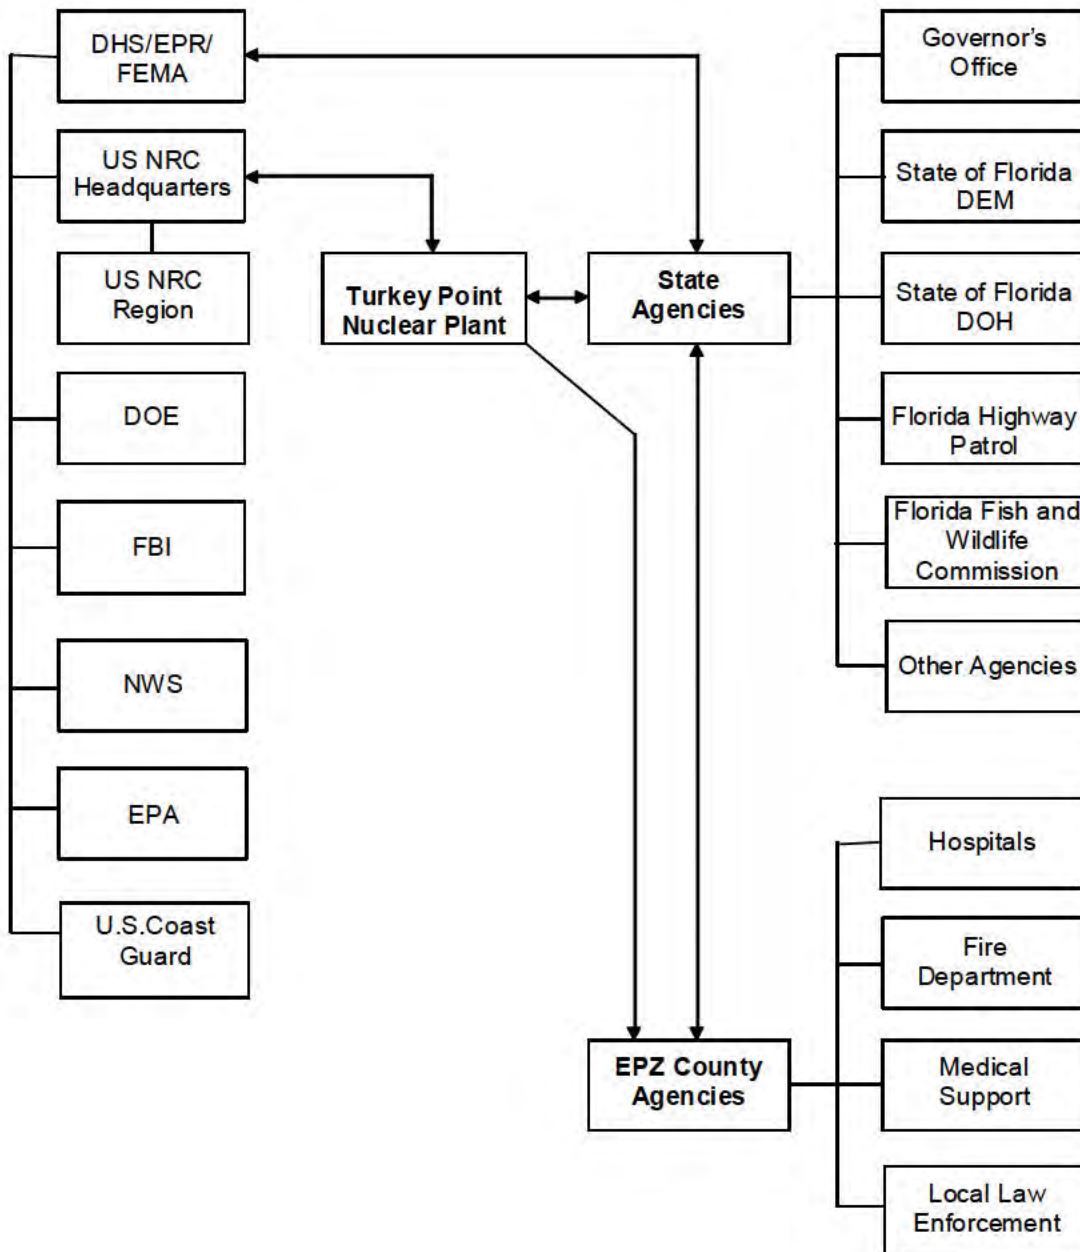 DHS/EPR/
FEMA
US NRC
Headquarters
US NRC
Region
DOE
FBI
NWS
EPA
U.S.Coast
Guard
Turkey Point
Nuclear Plant
State
Agencies
EPZ County
Agencies
Governor's
Office
State of Florida
DEM
State of Florida
DOH
Florida Highway
Patrol
Florida Fish and
Wildlife
Commission
Other Agencies
Hospitals
Fire
Department
Medical
Support
Local Law
Enforcement